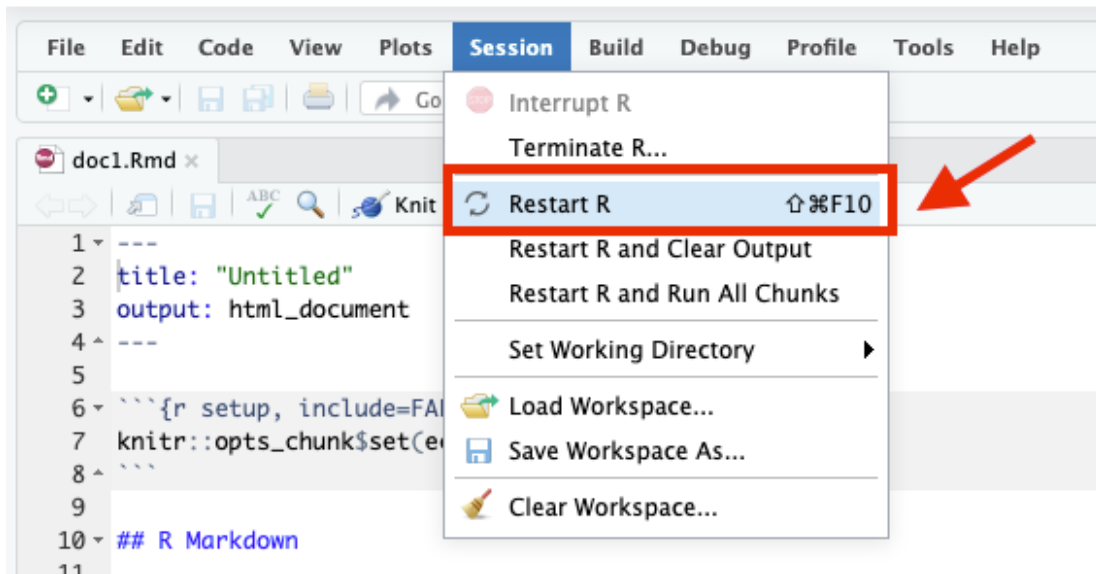 File Edit Code View Plots Session Build Debug Profile Tools Help
Go
Interrupt R
Terminate R...
doc1.Rmd
ABC Knit
Restart R ⇧⌘F10
Restart R and Clear Output
Restart R and Run All Chunks
Set Working Directory
Load Workspace...
Save Workspace As...
Clear Workspace...
1 ---
2 title: "Untitled"
3 output: html_document
4 ---
5
6 ```{r setup, include=FA
7 knitr::opts_chunk$set(e
8 ```
9
10 ## R Markdown
11